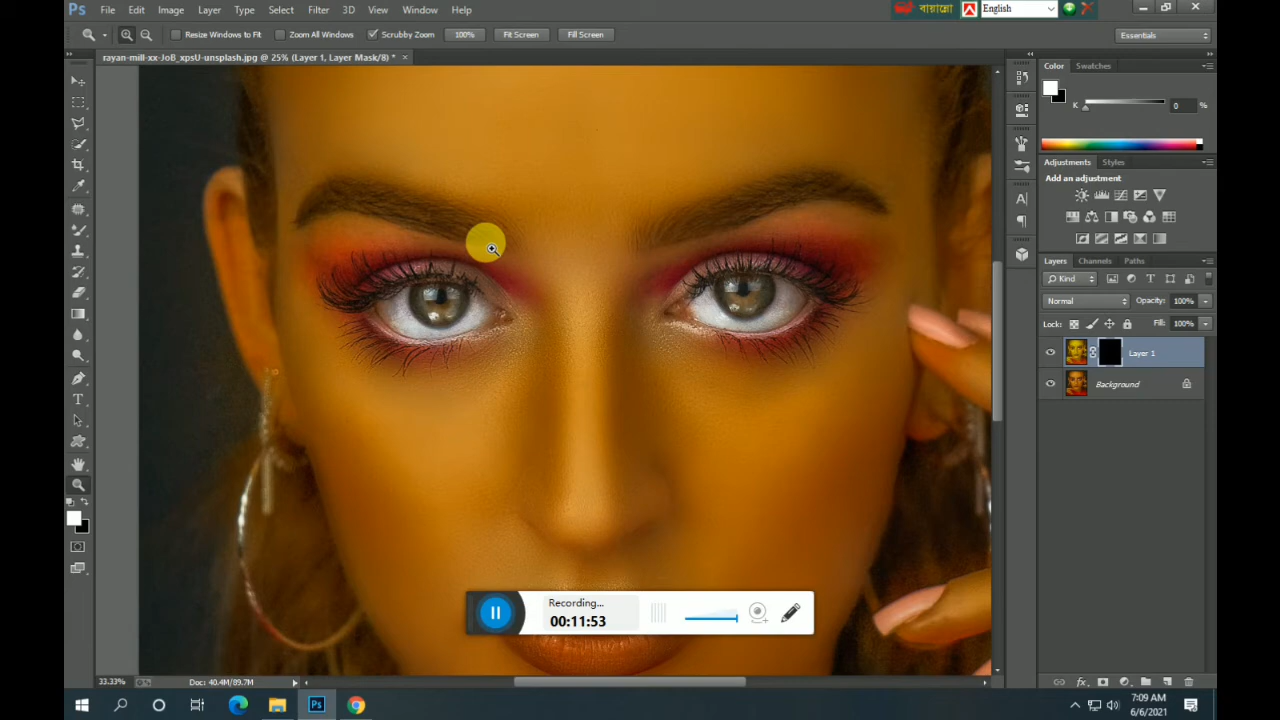 Ps File Edit Image Layer Type Select Filter 3D View Window Help
বায়ান্নো English
Resize Windows to Fit Zoom All Windows Scrubby Zoom 100% Fit Screen Fill Screen Essentials
rayan-mill-xx-JoB_xpsU-unsplash.jpg @ 25% (Layer 1, Layer Mask/8) *
Color Swatches
K 0 %
Adjustments Styles
Add an adjustment
Layers Channels Paths
Kind
Normal Opacity: 100%
Lock: Fill: 100%
Layer 1
Background
Recording...
00:11:53
33.33% Doc: 40.4M/89.7M
Ps
7:09 AM
6/6/2021